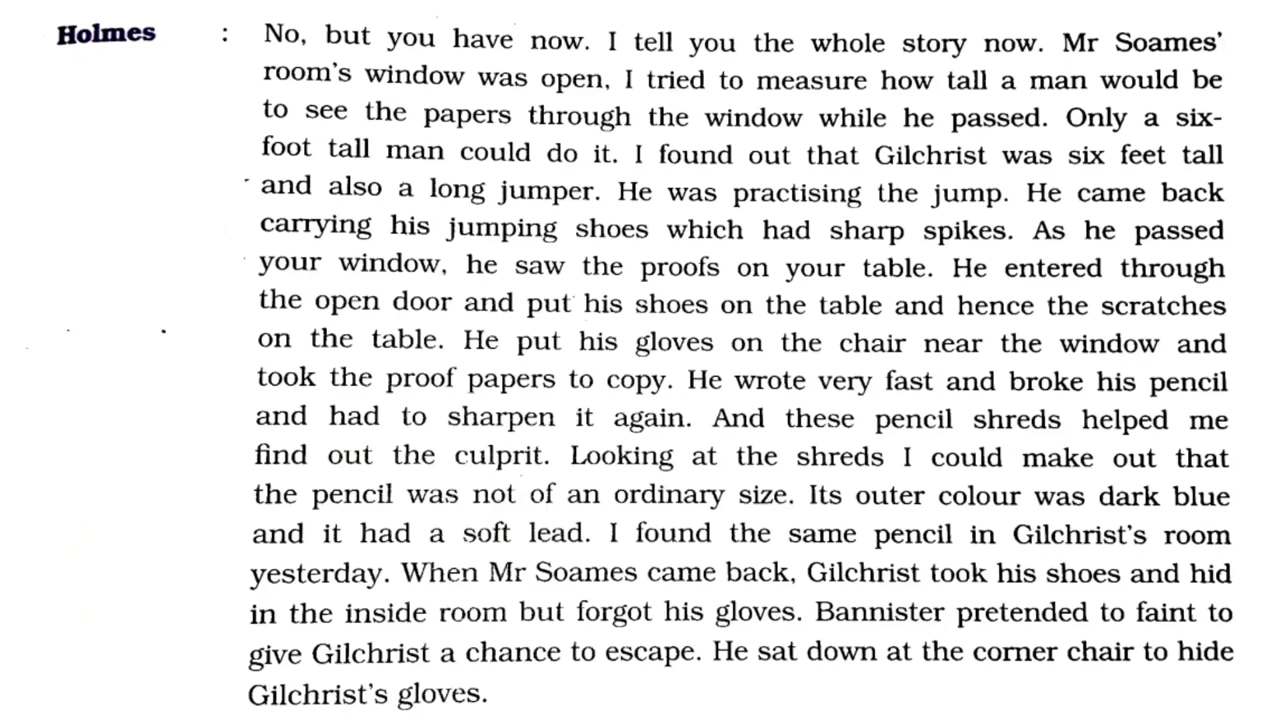 Holmes : No, but you have now. I tell you the whole story now. Mr Soames'
room's window was open, I tried to measure how tall a man would be
to see the papers through the window while he passed. Only a six-
foot tall man could do it. I found out that Gilchrist was six feet tall
and also a long jumper. He was practising the jump. He came back
carrying his jumping shoes which had sharp spikes. As he passed
your window, he saw the proofs on your table. He entered through
the open door and put his shoes on the table and hence the scratches
on the table. He put his gloves on the chair near the window and
took the proof papers to copy. He wrote very fast and broke his pencil
and had to sharpen it again. And these pencil shreds helped me
find out the culprit. Looking at the shreds I could make out that
the pencil was not of an ordinary size. Its outer colour was dark blue
and it had a soft lead. I found the same pencil in Gilchrist's room
yesterday. When Mr Soames came back, Gilchrist took his shoes and hid
in the inside room but forgot his gloves. Bannister pretended to faint to
give Gilchrist a chance to escape. He sat down at the corner chair to hide
Gilchrist's gloves.